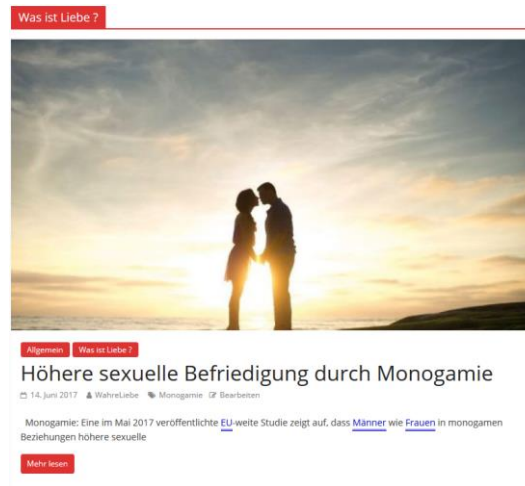 Was ist Liebe ?
Allgemein Was ist Liebe ?
Höhere sexuelle Befriedigung durch Monogamie
14. Juni 2017 WahreLiebe Monogamie Bearbeiten
Monogamie: Eine im Mai 2017 veröffentlichte EU-weite Studie zeigt auf, dass Männer wie Frauen in monogamen
Beziehungen höhere sexuelle
Mehr lesen